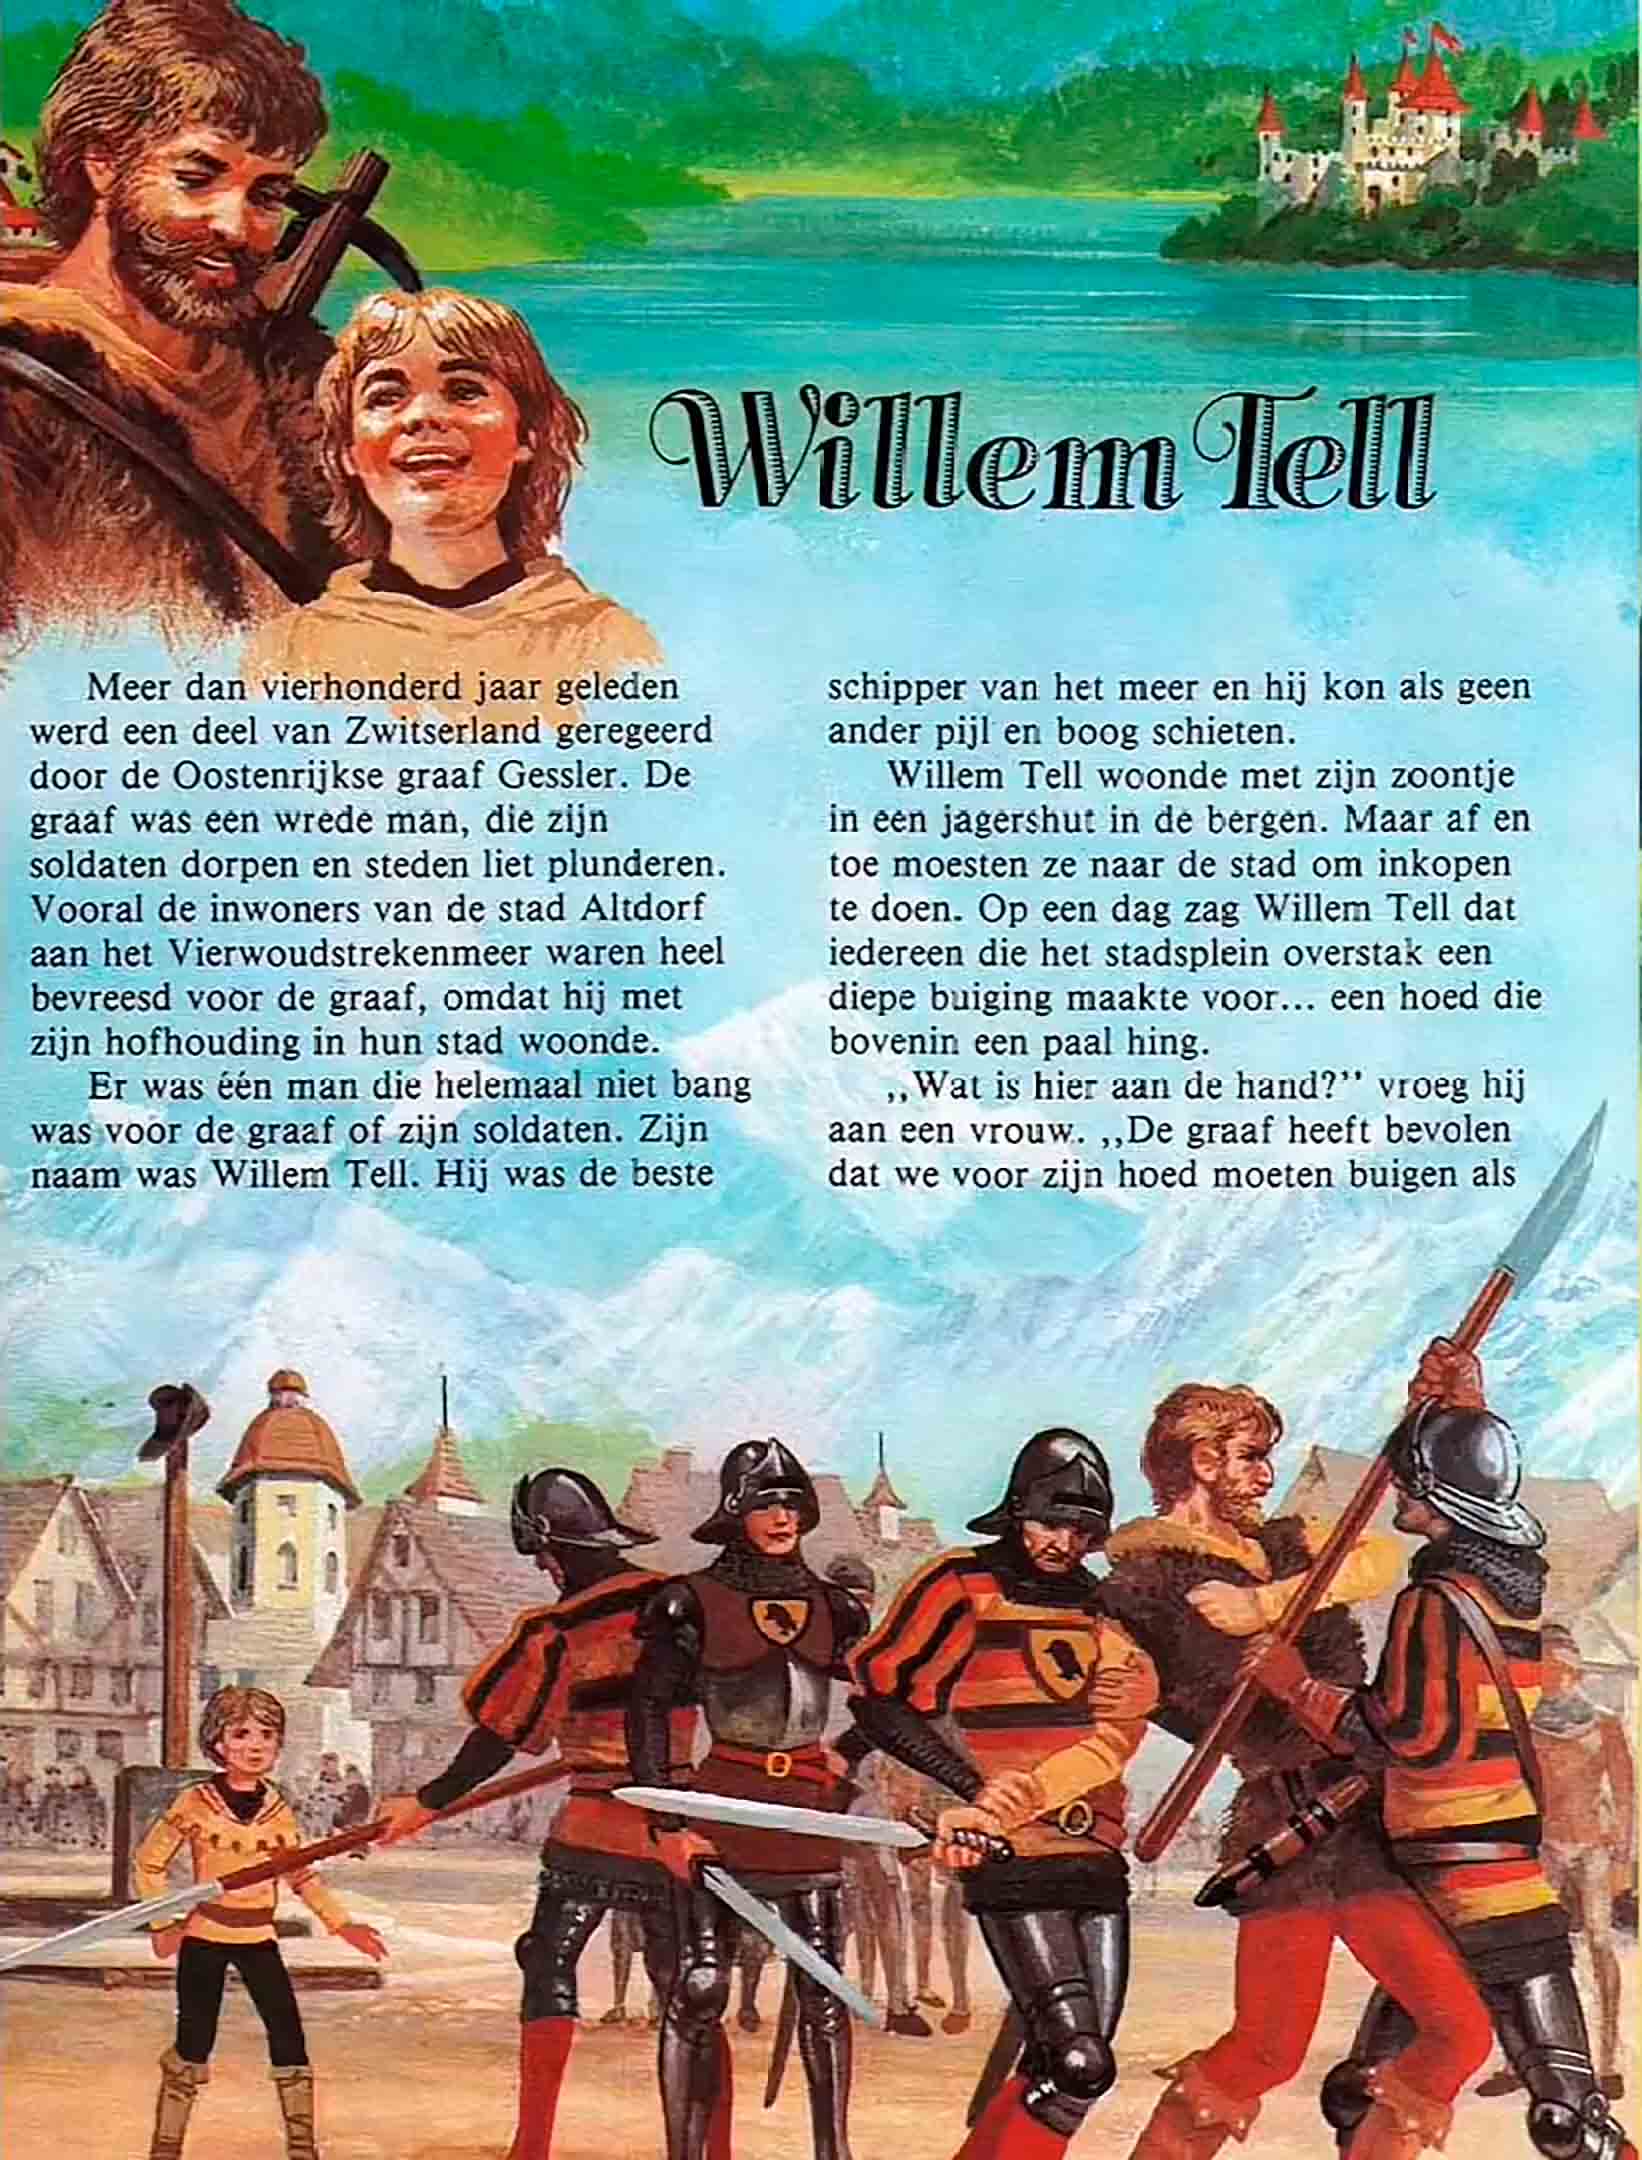 Willem Tell
Meer dan vierhonderd jaar geleden
werd een deel van Zwitserland geregeerd
door de Oostenrijkse graaf Gessler. De
graaf was een wrede man, die zijn
soldaten dorpen en steden liet plunderen.
Vooral de inwoners van de stad Altdorf
aan het Vierwoudstrekenmeer waren heel
bevreesd voor de graaf, omdat hij met
zijn hofhouding in hun stad woonde.
Er was één man die helemaal niet bang
was voor de graaf of zijn soldaten. Zijn
naam was Willem Tell. Hij was de beste
schipper van het meer en hij kon als geen
ander pijl en boog schieten.
Willem Tell woonde met zijn zoontje
in een jagershut in de bergen. Maar af en
toe moesten ze naar de stad om inkopen
te doen. Op een dag zag Willem Tell dat
iedereen die het stadsplein overstak een
diepe buiging maakte voor... een hoed die
bovenin een paal hing.
,,Wat is hier aan de hand?'' vroeg hij
aan een vrouw. ,,De graaf heeft bevolen
dat we voor zijn hoed moeten buigen als